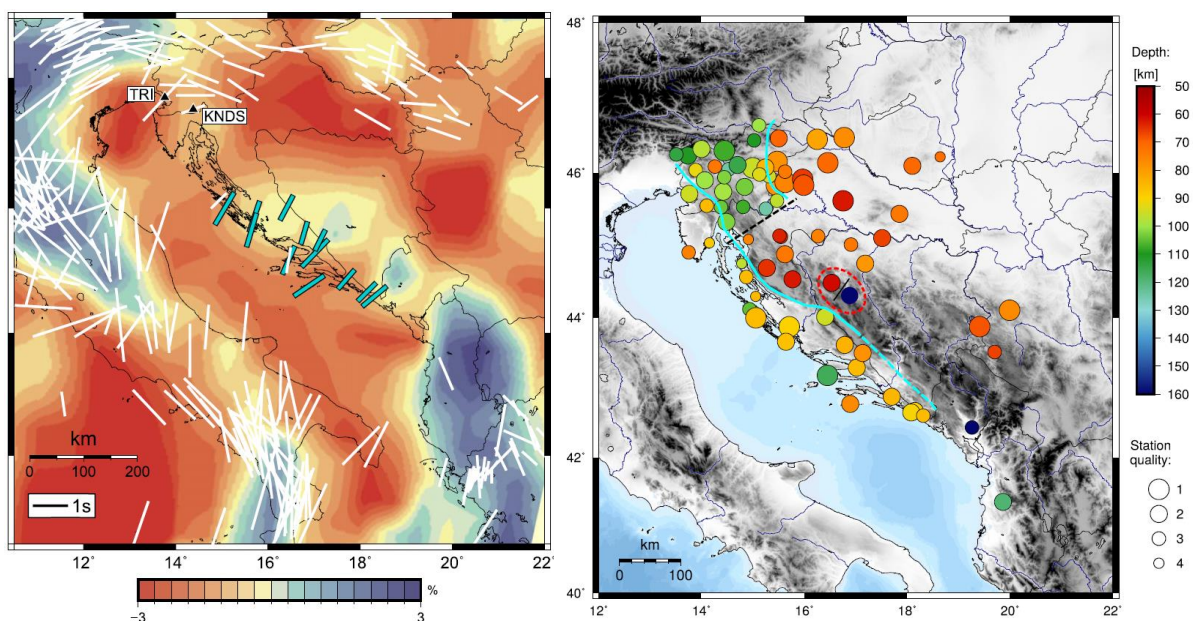 TRI
KNDS
km
0 100 200
1s
12˚ 14˚ 16˚ 18˚ 20˚ 22˚
−3 3 %
48˚
46˚
44˚
42˚
40˚
12˚ 14˚ 16˚ 18˚ 20˚ 22˚
km
0 100
Depth:
[km]
50
60
70
80
90
100
110
120
130
140
150
160
Station
quality:
1
2
3
4